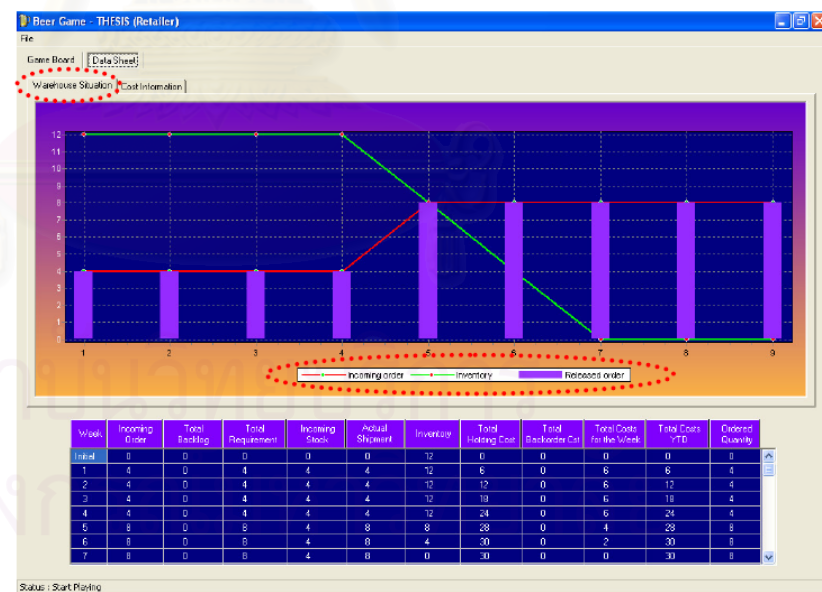 Beer Game - THESIS (Retailer)
File
Game Board Data Sheet
Warehouse Situation Cost Information
12
11
10
9
8
7
6
5
4
3
2
1
0
1 2 3 4 5 6 7 8 9
Incoming order Inventory Released order
Week Incoming Order Total Backlog Total Requirement Incoming Stock Actual Shipment Inventory Total Holding Cost Total Backorder Cst Total Costs for the Week Total Costs YTD Ordered Quantity
Initial 0 0 0 0 0 12 0 0 0 0 0
1 4 0 4 4 4 12 6 0 6 6 4
2 4 0 4 4 4 12 12 0 6 12 4
3 4 0 4 4 4 12 18 0 6 18 4
4 4 0 4 4 4 12 24 0 6 24 4
5 8 0 8 4 8 8 28 0 4 28 8
6 8 0 8 4 8 4 30 0 2 30 8
7 8 0 8 4 8 0 30 0 0 30 8
Status : Start Playing